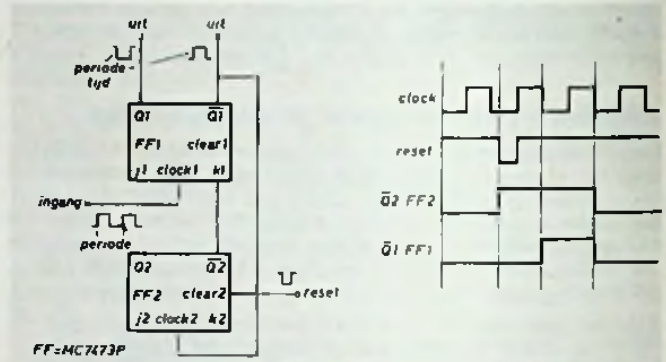 uit uit
periode
tijd
Q1 Q̅1̅
FF1 clear1
j1 clock1 k1
ingang
periode
Q2 Q̅2̅
FF2 clear2
j2 clock2 k2
reset
FF=MC7473P
clock
reset
Q̅2 FF2
Q̅1 FF1